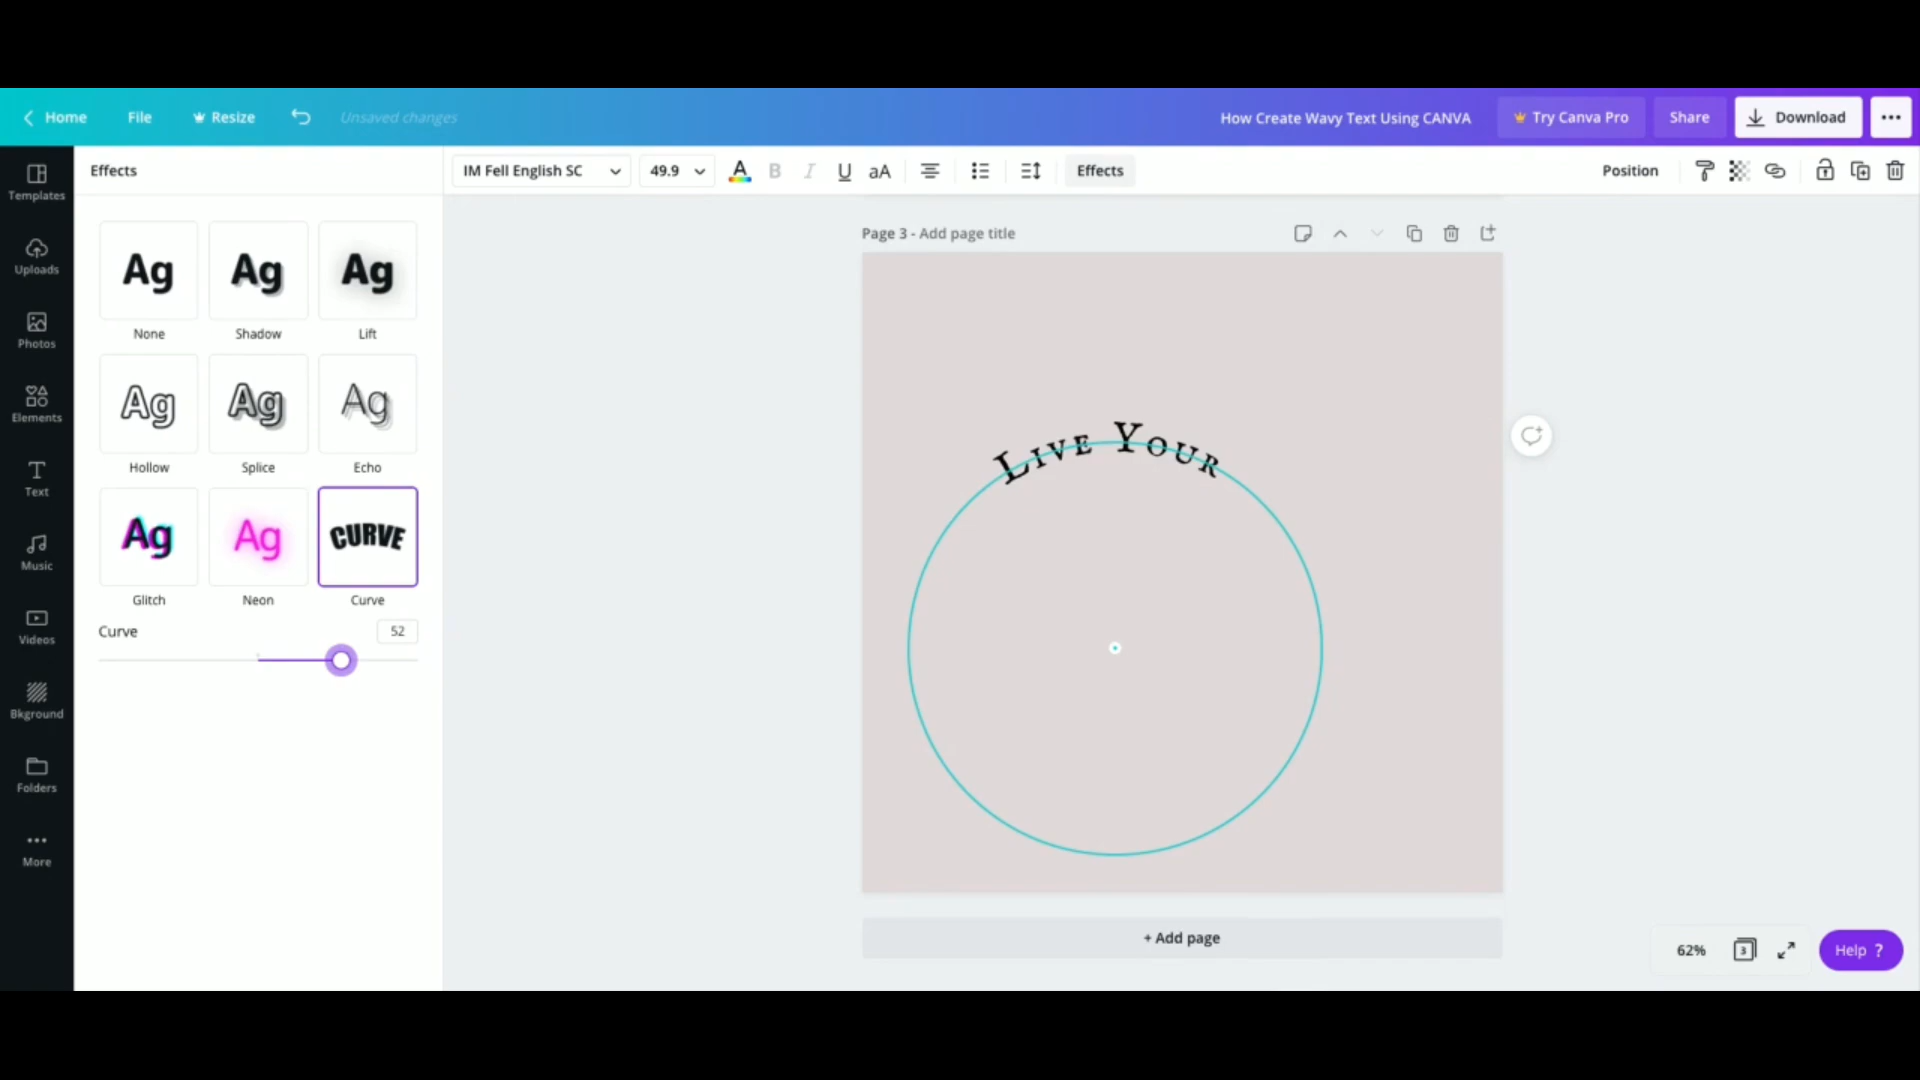 Home File Resize Unsaved changes How Create Wavy Text Using CANVA Try Canva Pro Share Download
Effects IM Fell English SC 49.9 A B I U aA Effects Position
Templates
Uploads
Photos
Elements
Text
Music
Videos
Bkground
Folders
More
Ag Ag Ag
None Shadow Lift
Ag Ag Ag
Hollow Splice Echo
Ag Ag CURVE
Glitch Neon Curve
Curve 52
Page 3 - Add page title
Live Your
+ Add page
62% 3 Help ?